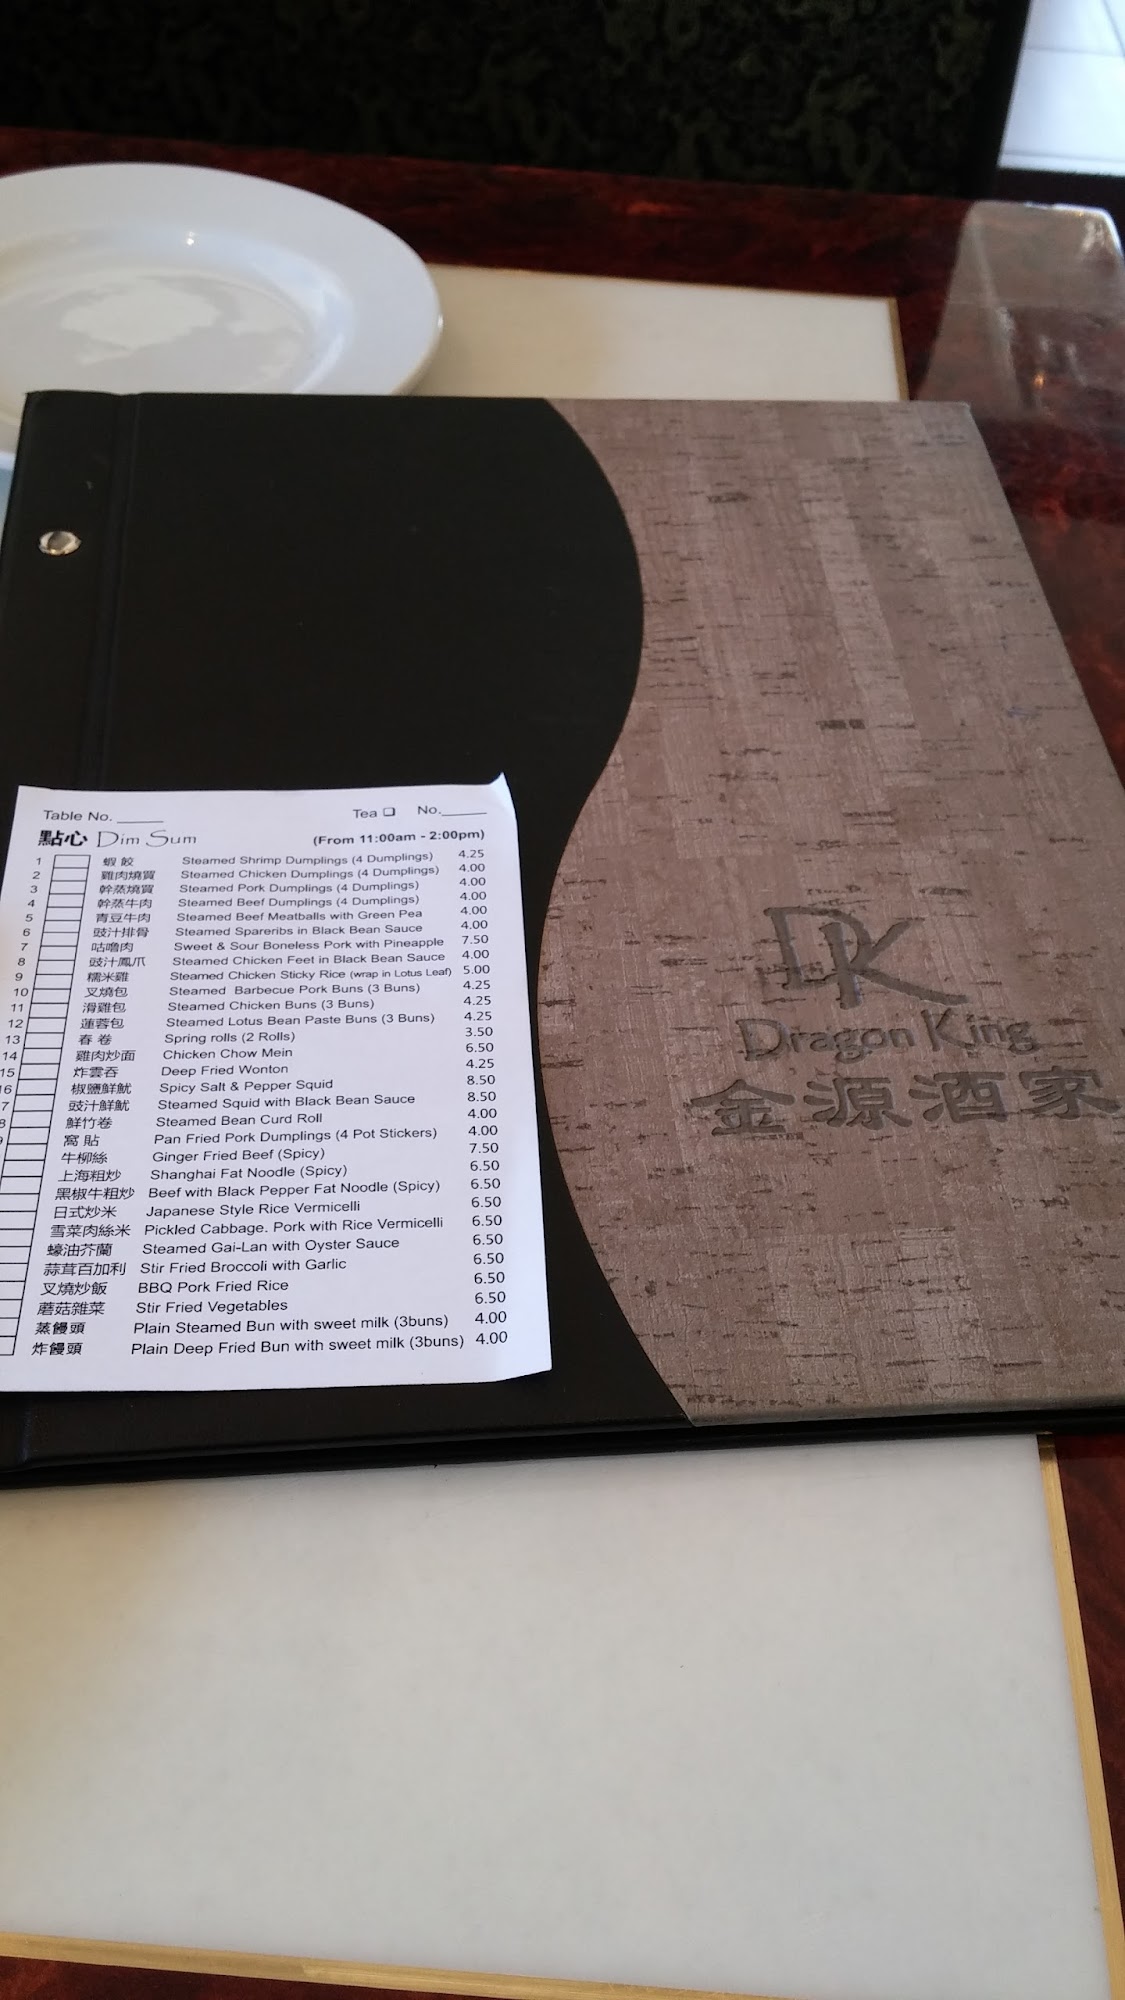 Table No. _____ Tea ❏ No._____
點心 Dim Sum (From 11:00am - 2:00pm)
1 蝦餃 Steamed Shrimp Dumplings (4 Dumplings) 4.25
2 雞肉燒賣 Steamed Chicken Dumplings (4 Dumplings) 4.00
3 幹蒸燒賣 Steamed Pork Dumplings (4 Dumplings) 4.00
4 幹蒸牛肉 Steamed Beef Dumplings (4 Dumplings) 4.00
5 青豆牛肉 Steamed Beef Meatballs with Green Pea 4.00
6 豉汁排骨 Steamed Spareribs in Black Bean Sauce 4.00
7 咕嚕肉 Sweet & Sour Boneless Pork with Pineapple 7.50
8 豉汁鳳爪 Steamed Chicken Feet in Black Bean Sauce 4.00
9 糯米雞 Steamed Chicken Sticky Rice (wrap in Lotus Leaf) 5.00
10 叉燒包 Steamed Barbecue Pork Buns (3 Buns) 4.25
11 滑雞包 Steamed Chicken Buns (3 Buns) 4.25
12 蓮蓉包 Steamed Lotus Bean Paste Buns (3 Buns) 4.25
13 春卷 Spring rolls (2 Rolls) 3.50
14 雞肉炒面 Chicken Chow Mein 6.50
15 炸雲吞 Deep Fried Wonton 4.25
16 椒鹽鮮魷 Spicy Salt & Pepper Squid 8.50
7 豉汁鮮魷 Steamed Squid with Black Bean Sauce 8.50
8 鮮竹卷 Steamed Bean Curd Roll 4.00
9 窩貼 Pan Fried Pork Dumplings (4 Pot Stickers) 4.00
牛柳絲 Ginger Fried Beef (Spicy) 7.50
上海粗炒 Shanghai Fat Noodle (Spicy) 6.50
黑椒牛粗炒 Beef with Black Pepper Fat Noodle (Spicy) 6.50
日式炒米 Japanese Style Rice Vermicelli 6.50
雪菜肉絲米 Pickled Cabbage. Pork with Rice Vermicelli 6.50
蠔油芥蘭 Steamed Gai-Lan with Oyster Sauce 6.50
蒜茸百加利 Stir Fried Broccoli with Garlic 6.50
叉燒炒飯 BBQ Pork Fried Rice 6.50
蘑菇雜菜 Stir Fried Vegetables 6.50
蒸饅頭 Plain Steamed Bun with sweet milk (3buns) 4.00
炸饅頭 Plain Deep Fried Bun with sweet milk (3buns) 4.00
DK
Dragon King
金源酒家